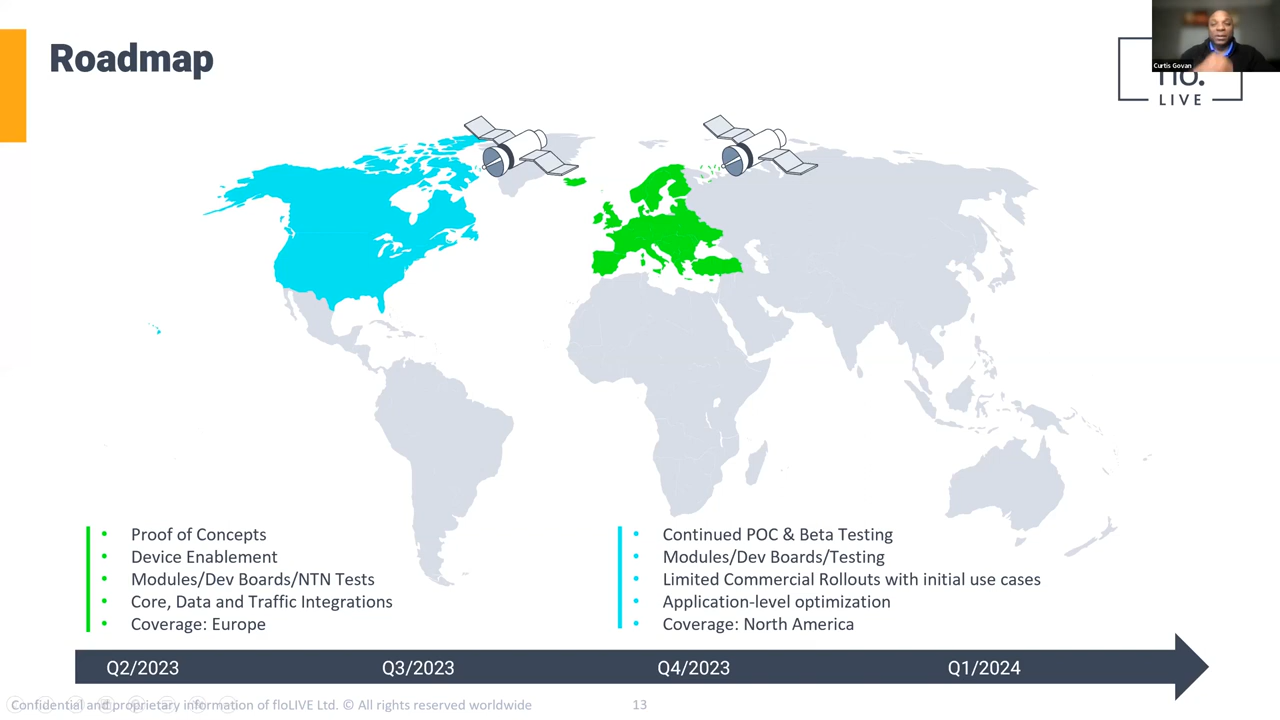 Roadmap
Curtis Govan
flo.
LIVE
• Proof of Concepts
• Device Enablement
• Modules/Dev Boards/NTN Tests
• Core, Data and Traffic Integrations
• Coverage: Europe
• Continued POC & Beta Testing
• Modules/Dev Boards/Testing
• Limited Commercial Rollouts with initial use cases
• Application-level optimization
• Coverage: North America
Q2/2023 Q3/2023 Q4/2023 Q1/2024
Confidential and proprietary information of floLIVE Ltd. © All rights reserved worldwide
13